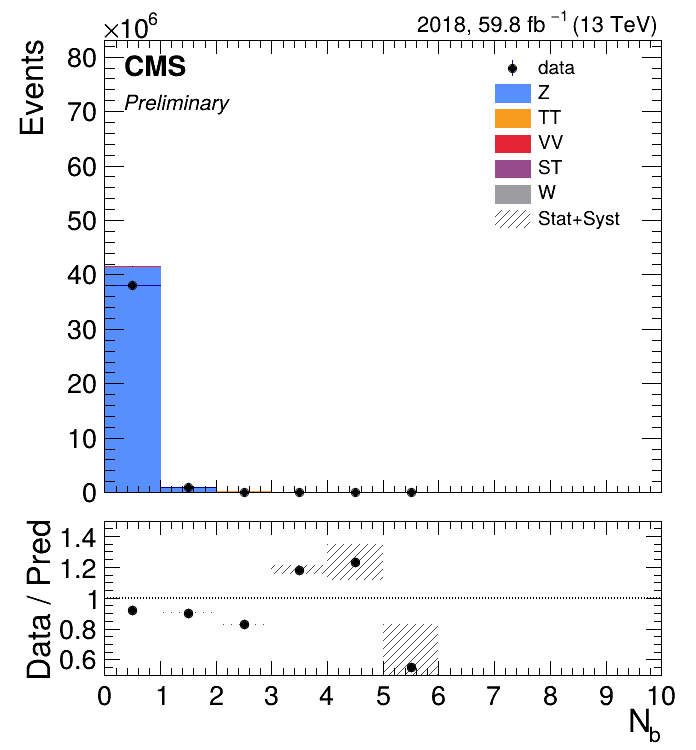 ×10⁶
2018, 59.8 fb⁻¹ (13 TeV)
Events
CMS
Preliminary
data
Z
TT
VV
ST
W
Stat+Syst
80
70
60
50
40
30
20
10
0
Data / Pred
1.4
1.2
1
0.8
0.6
0 1 2 3 4 5 6 7 8 9 10
N_b